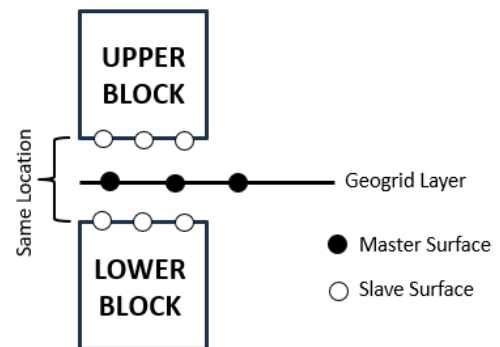 UPPER
BLOCK
Same Location
Geogrid Layer
Master Surface
LOWER
BLOCK
Slave Surface